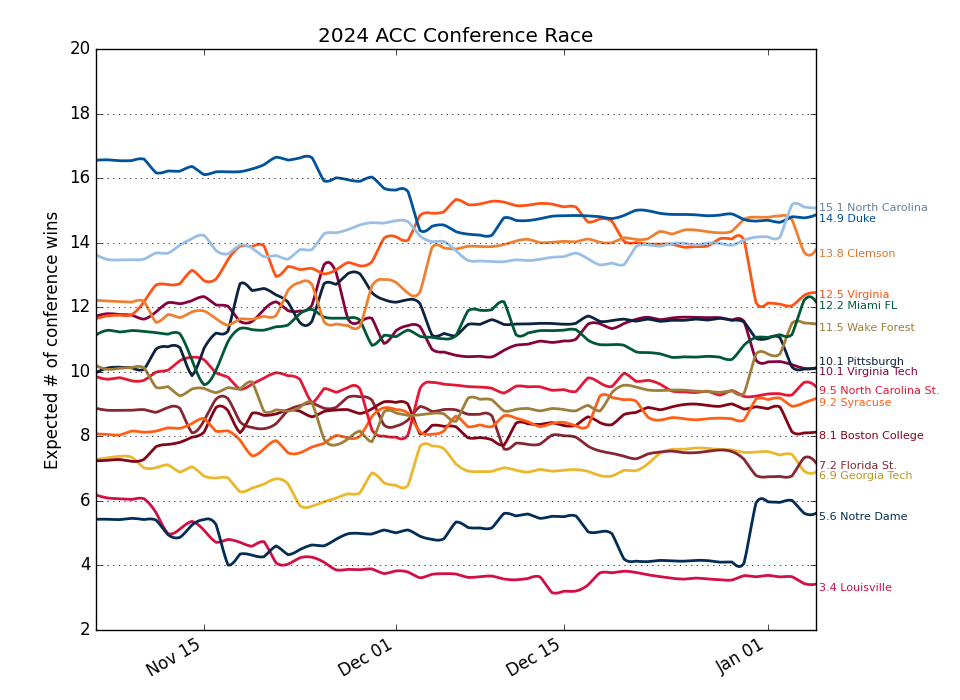 2024 ACC Conference Race
Expected # of conference wins
20
18
16
14
12
10
8
6
4
2
Nov 15
Dec 01
Dec 15
Jan 01
15.1 North Carolina
14.9 Duke
13.8 Clemson
12.5 Virginia
12.2 Miami FL
11.5 Wake Forest
10.1 Pittsburgh
10.1 Virginia Tech
9.5 North Carolina St.
9.2 Syracuse
8.1 Boston College
7.2 Florida St.
6.9 Georgia Tech
5.6 Notre Dame
3.4 Louisville